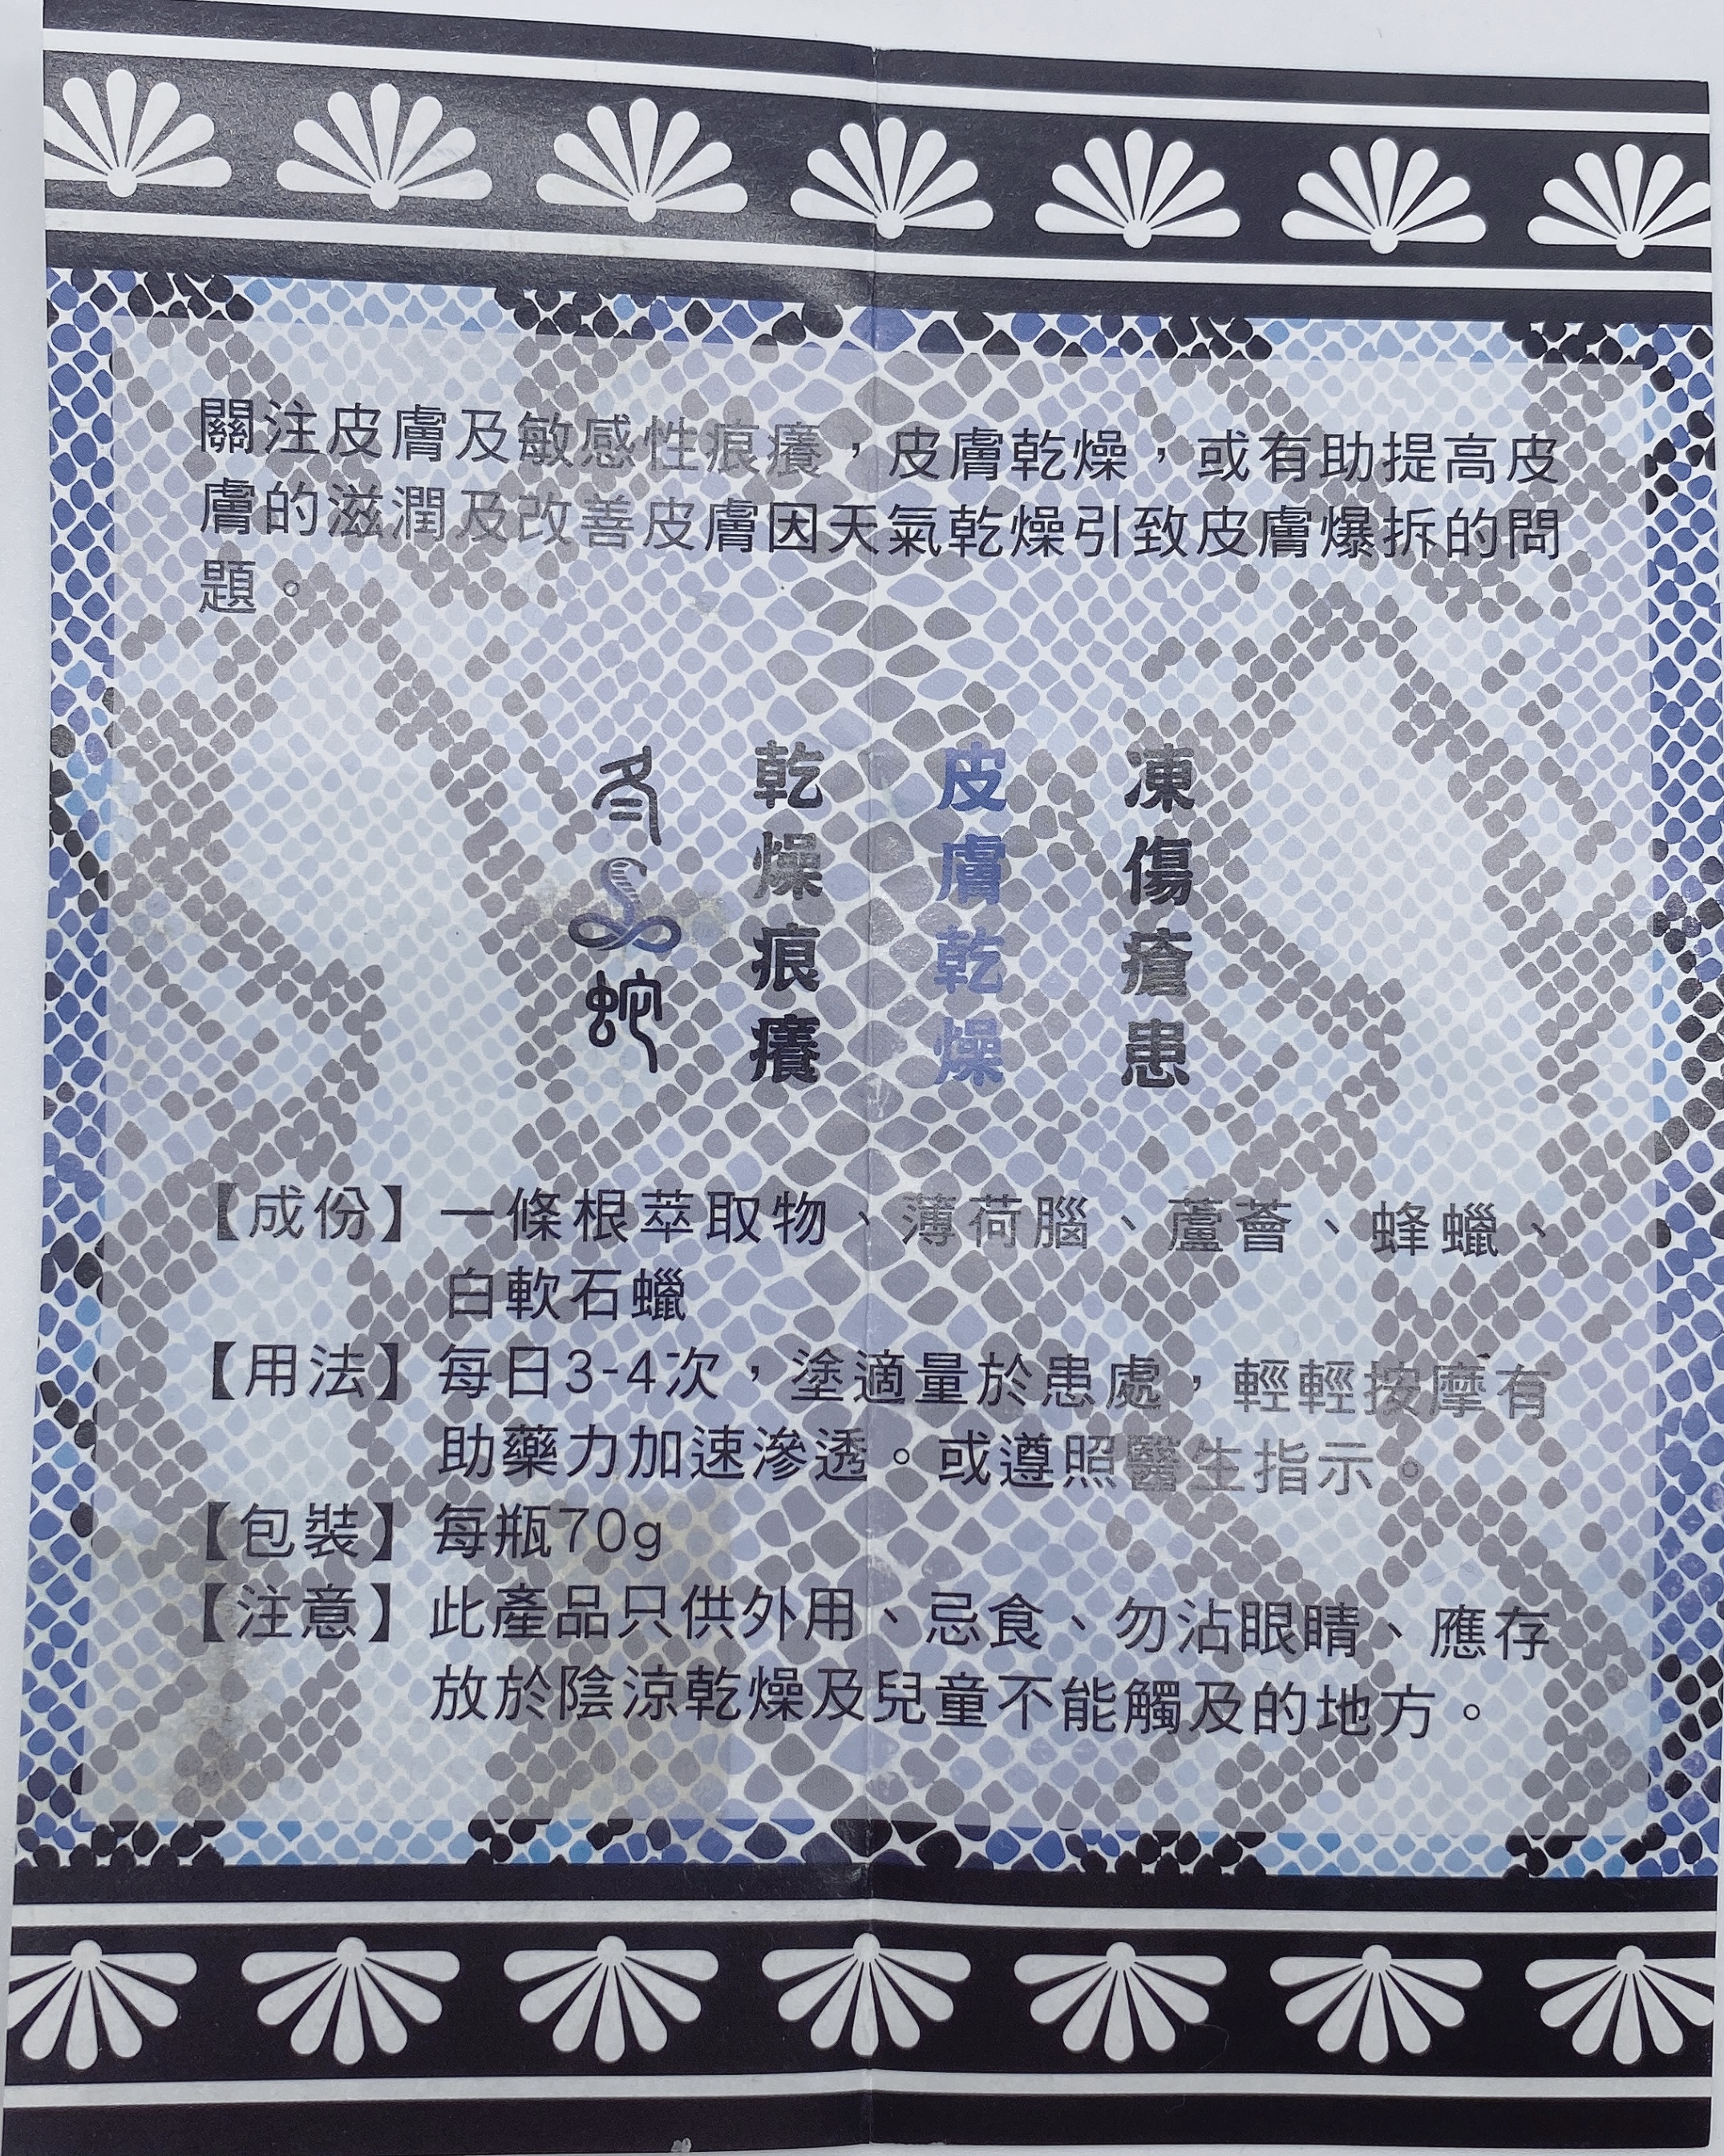 關注皮膚及敏感性痕癢，皮膚乾燥，或有助提高皮
膚的滋潤及改善皮膚因天氣乾燥引致皮膚爆拆的問
題。
凍傷瘡患
皮膚乾燥
乾燥痕癢
冬蛇
【成份】一條根萃取物、薄荷腦、蘆薈、蜂蠟、
白軟石蠟
【用法】每日3-4次，塗適量於患處，輕輕按摩有
助藥力加速滲透。或遵照醫生指示。
【包裝】每瓶70g
【注意】此產品只供外用、忌食、勿沾眼睛、應存
放於陰涼乾燥及兒童不能觸及的地方。